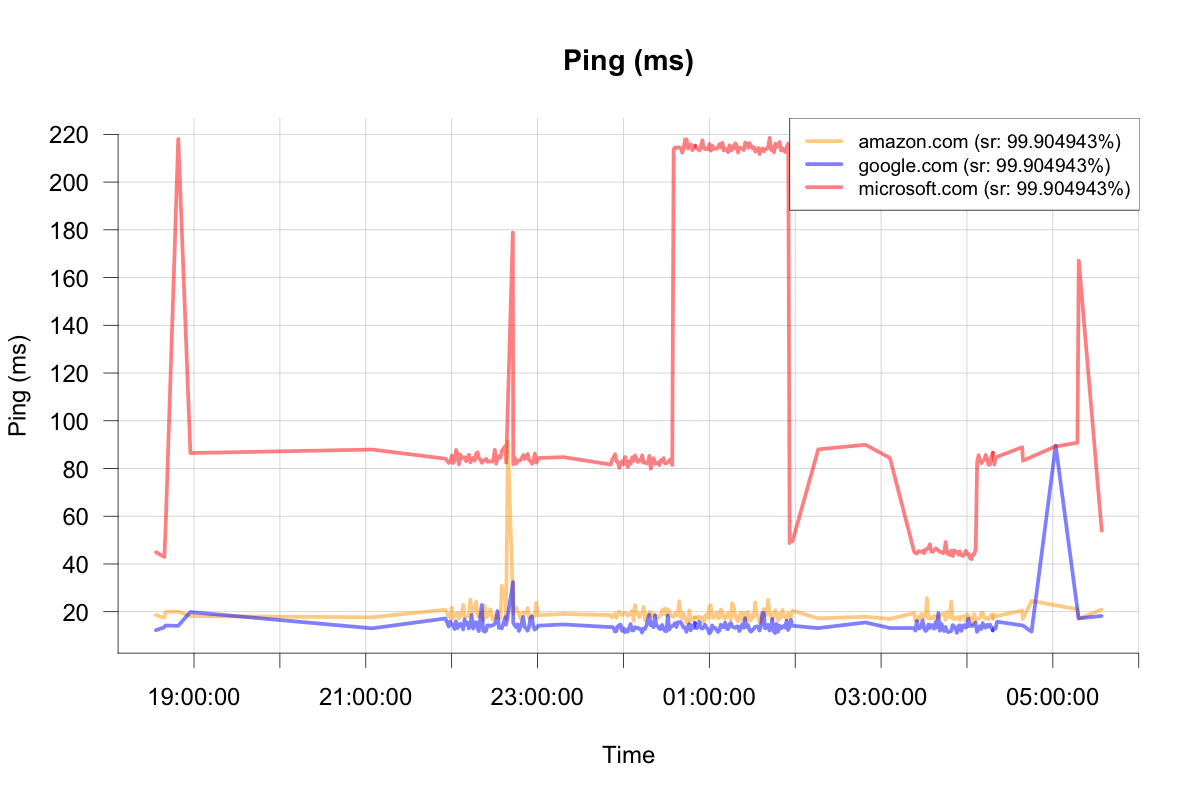 Ping (ms)
220
200
180
160
140
120
100
80
60
40
20
Ping (ms)
amazon.com (sr: 99.904943%)
google.com (sr: 99.904943%)
microsoft.com (sr: 99.904943%)
19:00:00 21:00:00 23:00:00 01:00:00 03:00:00 05:00:00
Time